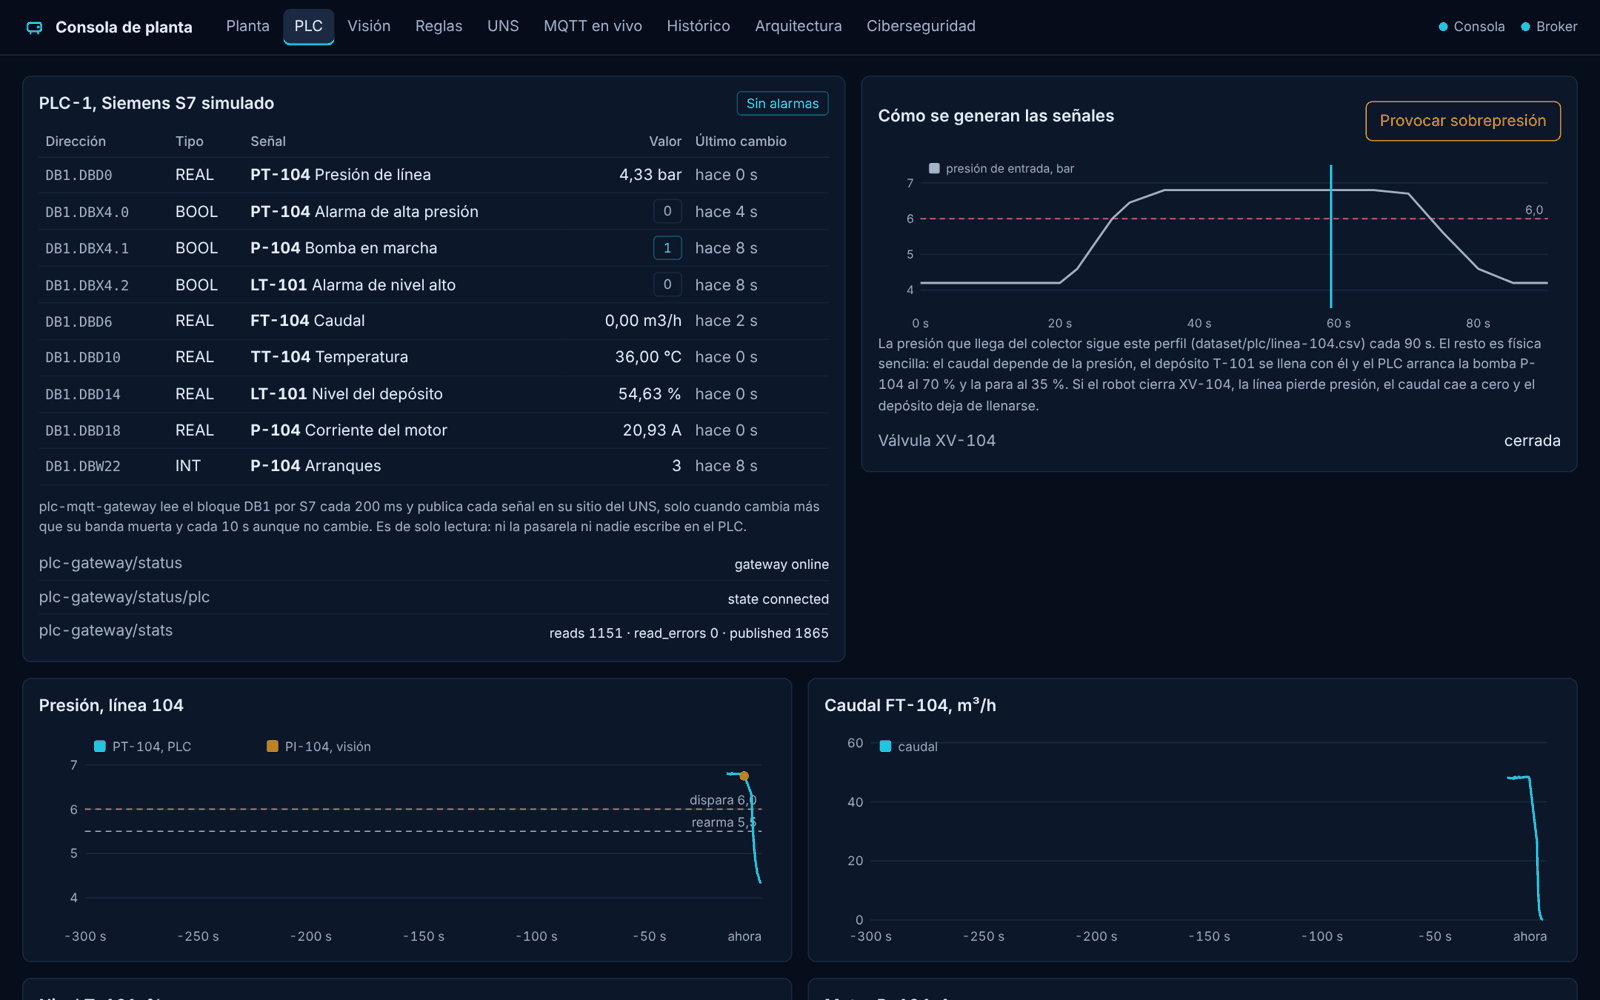 Consola de planta Planta PLC Visión Reglas UNS MQTT en vivo Histórico Arquitectura Ciberseguridad Consola Broker
PLC-1, Siemens S7 simulado Sin alarmas
Dirección Tipo Señal Valor Último cambio
DB1.DBD0 REAL PT-104 Presión de línea 4,33 bar hace 0 s
DB1.DBX4.0 BOOL PT-104 Alarma de alta presión 0 hace 4 s
DB1.DBX4.1 BOOL P-104 Bomba en marcha 1 hace 8 s
DB1.DBX4.2 BOOL LT-101 Alarma de nivel alto 0 hace 8 s
DB1.DBD6 REAL FT-104 Caudal 0,00 m3/h hace 2 s
DB1.DBD10 REAL TT-104 Temperatura 36,00 °C hace 0 s
DB1.DBD14 REAL LT-101 Nivel del depósito 54,63 % hace 0 s
DB1.DBD18 REAL P-104 Corriente del motor 20,93 A hace 0 s
DB1.DBW22 INT P-104 Arranques 3 hace 8 s
plc-mqtt-gateway lee el bloque DB1 por S7 cada 200 ms y publica cada señal en su sitio del UNS, solo cuando cambia más
que su banda muerta y cada 10 s aunque no cambie. Es de solo lectura: ni la pasarela ni nadie escribe en el PLC.
plc-gateway/status gateway online
plc-gateway/status/plc state connected
plc-gateway/stats reads 1151 · read_errors 0 · published 1865
Cómo se generan las señales Provocar sobrepresión
presión de entrada, bar
7
6 6,0
5
4
0 s 20 s 40 s 60 s 80 s
La presión que llega del colector sigue este perfil (dataset/plc/linea-104.csv) cada 90 s. El resto es física
sencilla: el caudal depende de la presión, el depósito T-101 se llena con él y el PLC arranca la bomba P-
104 al 70 % y la para al 35 %. Si el robot cierra XV-104, la línea pierde presión, el caudal cae a cero y el
depósito deja de llenarse.
Válvula XV-104 cerrada
Presión, línea 104
PT-104, PLC PI-104, visión
7
dispara 6,0
6
rearma 5,5
5
4
-300 s -250 s -200 s -150 s -100 s -50 s ahora
Caudal FT-104, m³/h
60 caudal
40
20
0
-300 s -250 s -200 s -150 s -100 s -50 s ahora